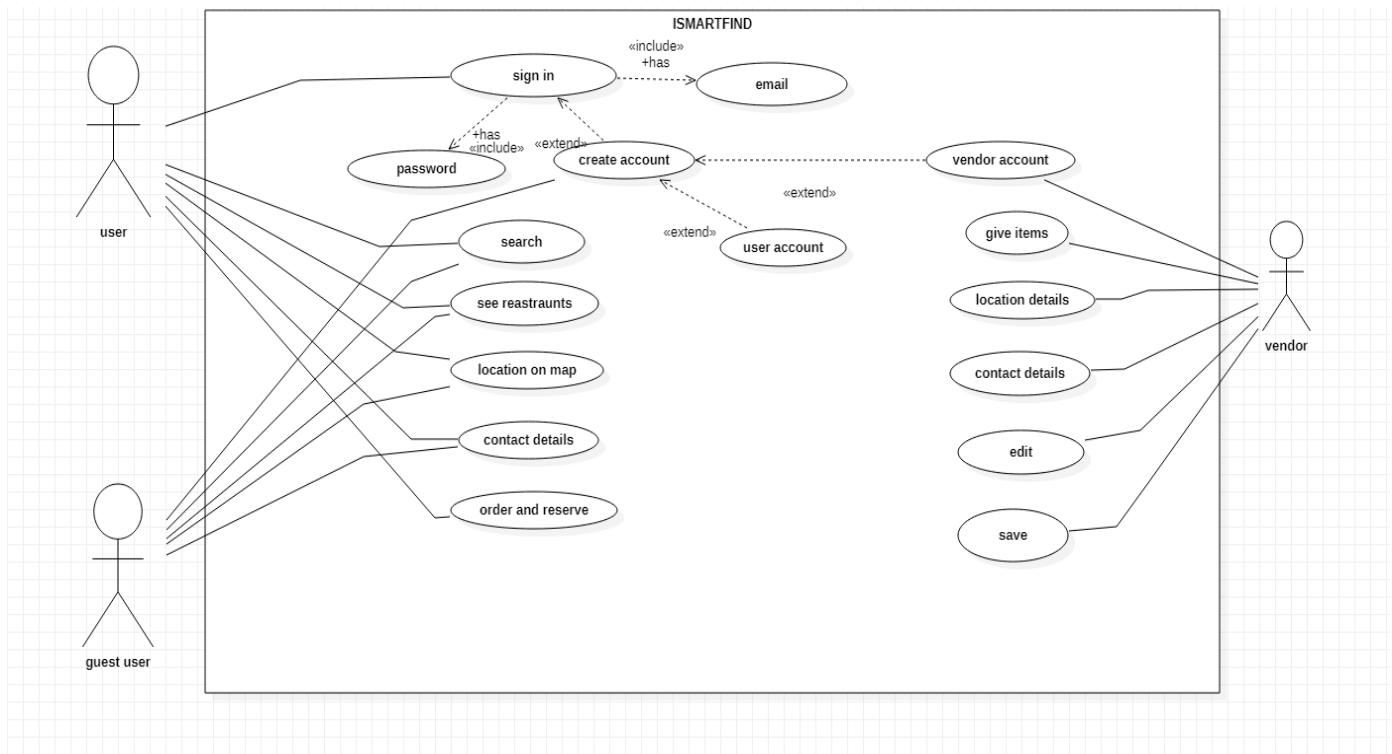 ISMARTFIND
«include»
+has
sign in
email
+has
«include»
«extend»
password
create account
vendor account
«extend»
user
«extend»
search
user account
give items
see reastraunts
location details
vendor
location on map
contact details
contact details
edit
order and reserve
save
guest user